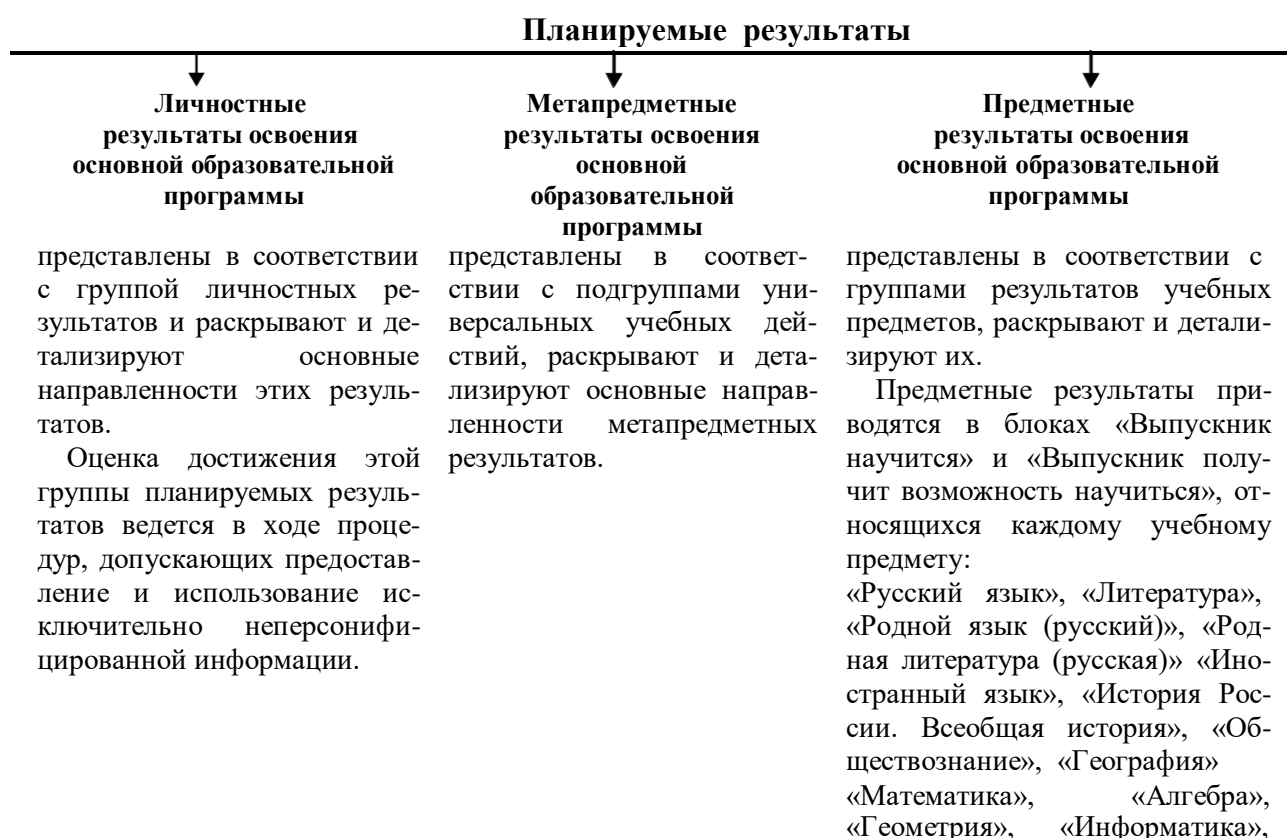 Планируемые результаты
Личностные
результаты освоения
основной образовательной
программы
представлены в соответствии
с группой личностных ре-
зультатов и раскрывают и де-
тализируют основные
направленности этих резуль-
татов.
Оценка достижения этой
группы планируемых резуль-
татов ведется в ходе проце-
дур, допускающих предостав-
ление и использование ис-
ключительно неперсонифи-
цированной информации.
Метапредметные
результаты освоения
основной
образовательной
программы
представлены в соответ-
ствии с подгруппами уни-
версальных учебных дей-
ствий, раскрывают и дета-
лизируют основные направ-
ленности метапредметных
результатов.
Предметные
результаты освоения
основной образовательной
программы
представлены в соответствии с
группами результатов учебных
предметов, раскрывают и детали-
зируют их.
Предметные результаты при-
водятся в блоках «Выпускник
научится» и «Выпускник полу-
чит возможность научиться», от-
носящихся каждому учебному
предмету:
«Русский язык», «Литература»,
«Родной язык (русский)», «Род-
ная литература (русская)» «Ино-
странный язык», «История Рос-
сии. Всеобщая история», «Об-
ществознание», «География»
«Математика», «Алгебра»,
«Геометрия», «Информатика»,